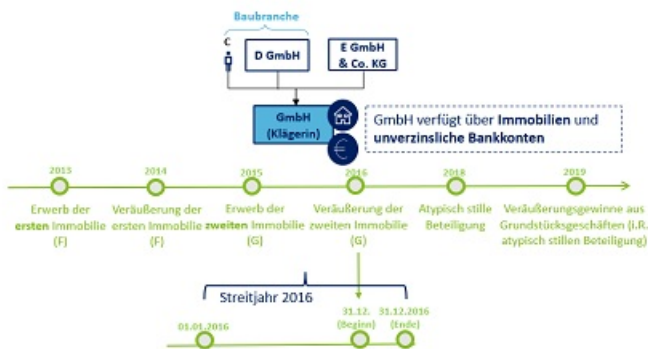 Baubranche
C
D GmbH
E GmbH
& Co. KG
GmbH
(Klägerin)
GmbH verfügt über Immobilien und
unverzinsliche Bankkonten
2013
2014
2015
2016
2018
2019
Erwerb der
ersten Immobilie
(F)
Veräußerung der
ersten Immobilie
(F)
Erwerb der
zweiten Immobilie
(G)
Veräußerung der
zweiten Immobilie
(G)
Atypisch stille
Beteiligung
Veräußerungsgewinne aus
Grundstücksgeschäften (i.R.
atypisch stillen Beteiligung)
Streitjahr 2016
01.01.2016
31.12.
(Beginn)
31.12.2016
(Ende)